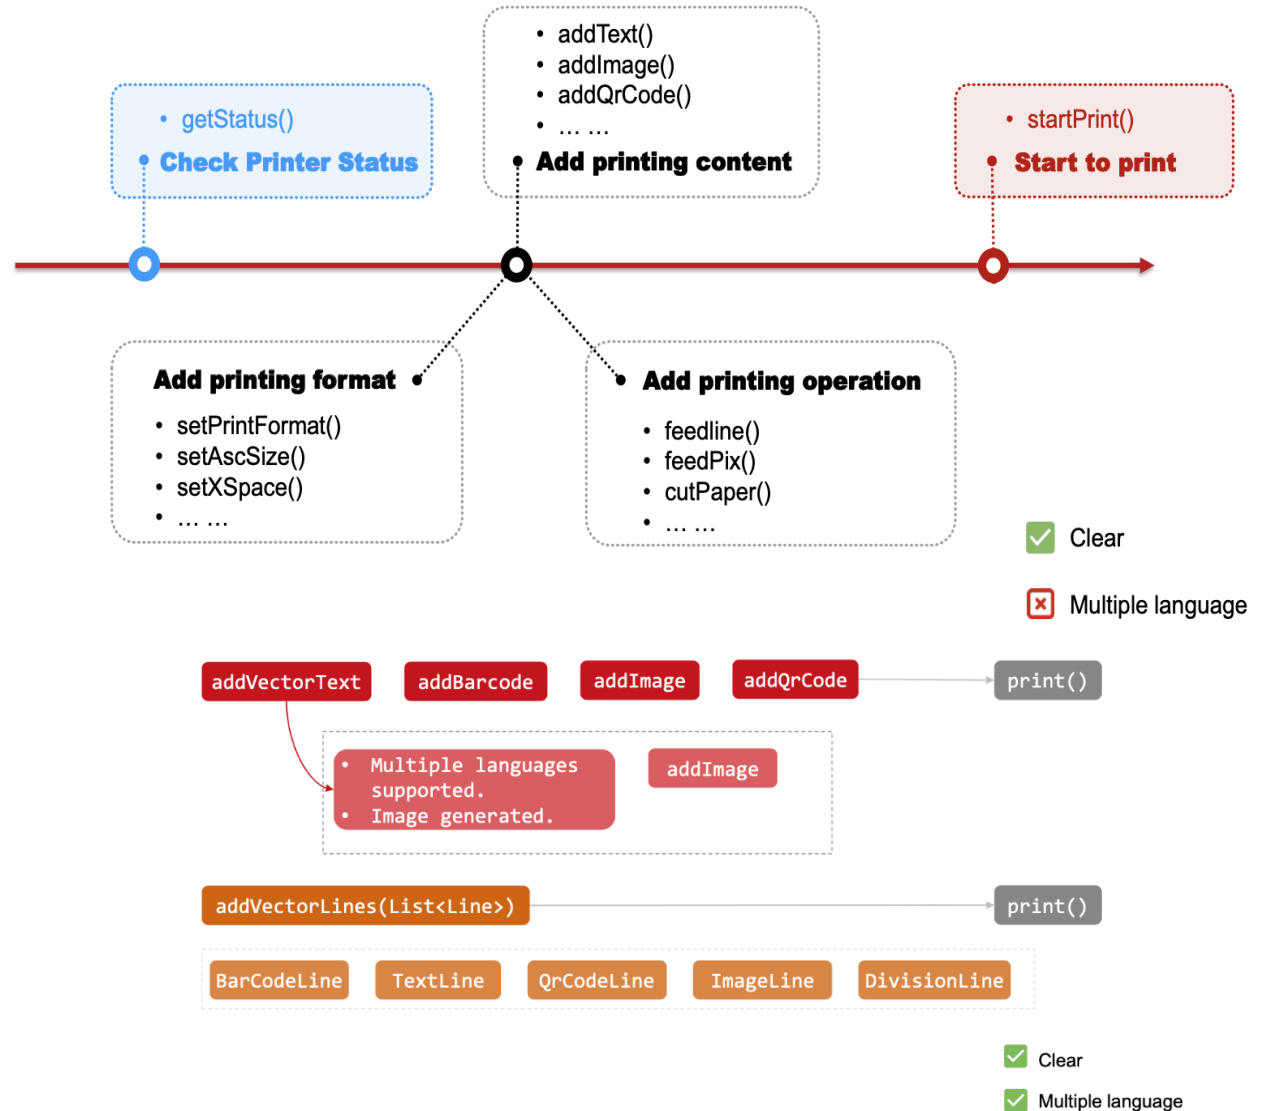 • addText()
• addImage()
• addQrCode()
• ... ...
Add printing content
• getStatus()
Check Printer Status
• startPrint()
Start to print
Add printing format
• setPrintFormat()
• setAscSize()
• setXSpace()
• ... ...
Add printing operation
• feedline()
• feedPix()
• cutPaper()
• ... ...
Clear
Multiple language
addVectorText addBarcode addImage addQrCode print()
• Multiple languages
supported.
• Image generated.
addImage
addVectorLines(List<Line>) print()
BarCodeLine TextLine QrCodeLine ImageLine DivisionLine
Clear
Multiple language